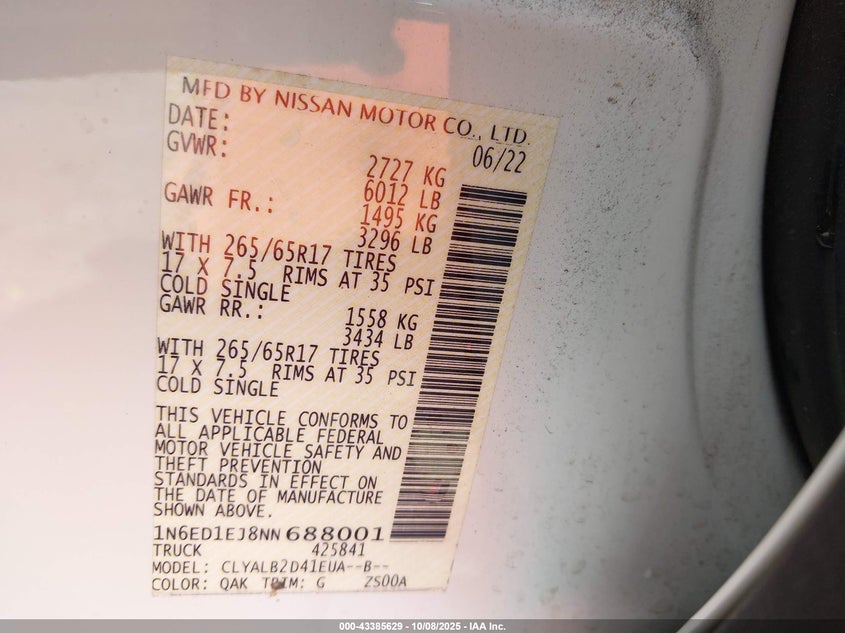 MFD BY NISSAN MOTOR CO., LTD.
DATE: 06/22
GVWR: 2727 KG
6012 LB
GAWR FR.: 1495 KG
3296 LB
WITH 265/65R17 TIRES
17 X 7.5 RIMS AT 35 PSI
COLD SINGLE
GAWR RR.: 1558 KG
3434 LB
WITH 265/65R17 TIRES
17 X 7.5 RIMS AT 35 PSI
COLD SINGLE
THIS VEHICLE CONFORMS TO
ALL APPLICABLE FEDERAL
MOTOR VEHICLE SAFETY AND
THEFT PREVENTION
STANDARDS IN EFFECT ON
THE DATE OF MANUFACTURE
SHOWN ABOVE.
1N6ED1EJ8NN688001
TRUCK 425841
MODEL: CLYALB2D41EUA--B--
COLOR: QAK TRIM: G ZS00A
000-43385629 - 10/08/2025 - IAA Inc.